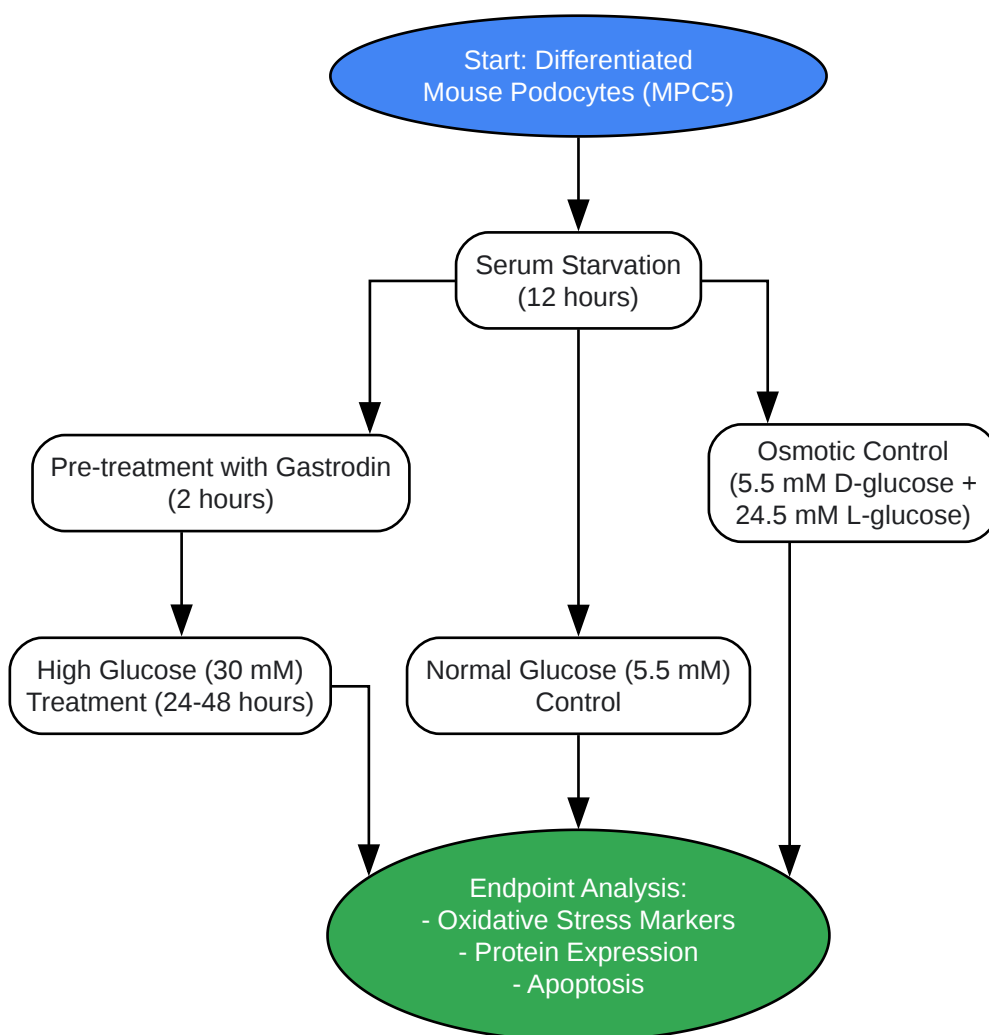 Start: Differentiated
Mouse Podocytes (MPC5)
Serum Starvation
(12 hours)
Pre-treatment with Gastrodin
(2 hours)
Osmotic Control
(5.5 mM D-glucose +
24.5 mM L-glucose)
High Glucose (30 mM)
Treatment (24-48 hours)
Normal Glucose (5.5 mM)
Control
Endpoint Analysis:
- Oxidative Stress Markers
- Protein Expression
- Apoptosis